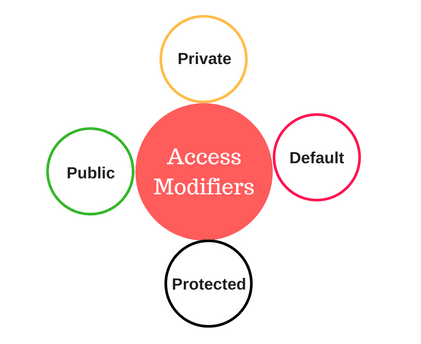 Private
Access
Modifiers
Default
Public
Protected